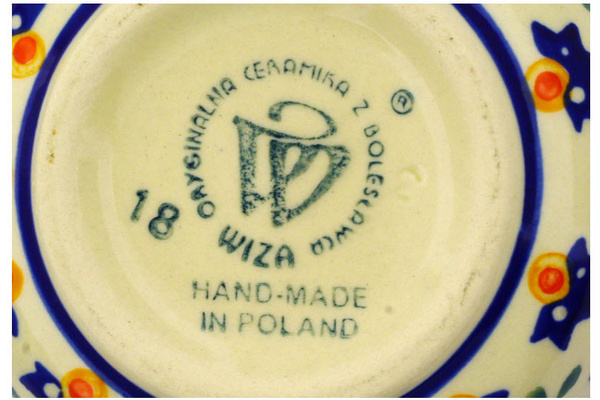 ORYGINALNA CERAMIKA Z BOLESŁAWCA
®
18
WIZA
HAND-MADE
IN POLAND